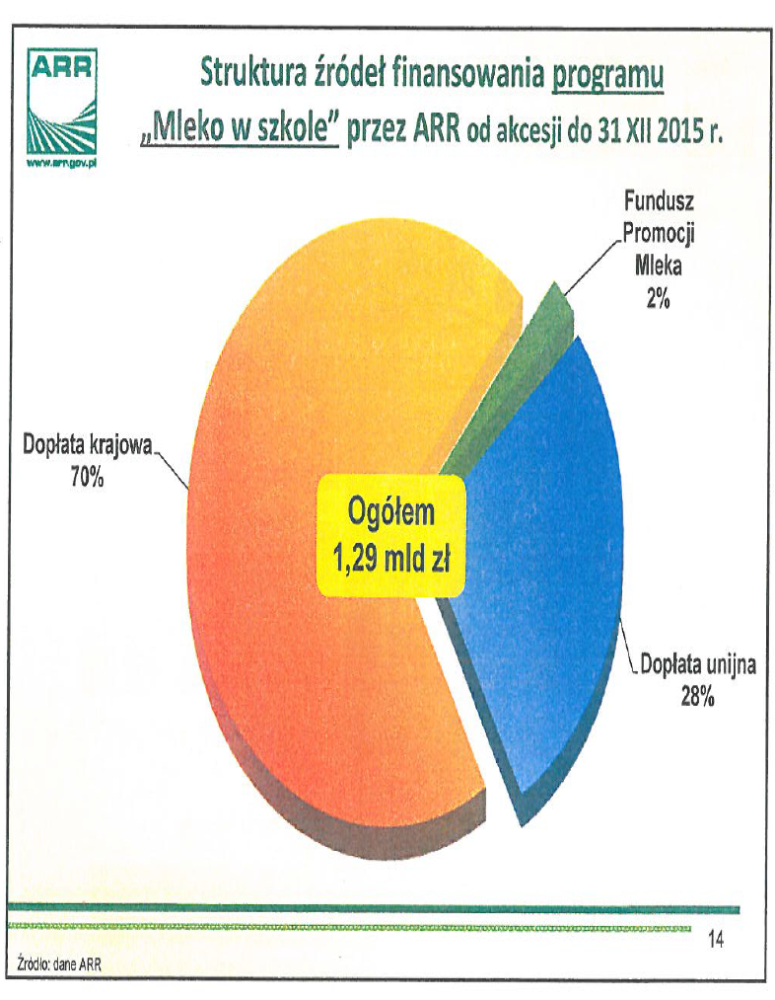 ARR
www.arr.gov.pl
Struktura źródeł finansowania programu
„Mleko w szkole” przez ARR od akcesji do 31 XII 2015 r.
Fundusz
Promocji
Mleka
2%
Dopłata krajowa
70%
Ogółem
1,29 mld zł
Dopłata unijna
28%
14
Źródło: dane ARR